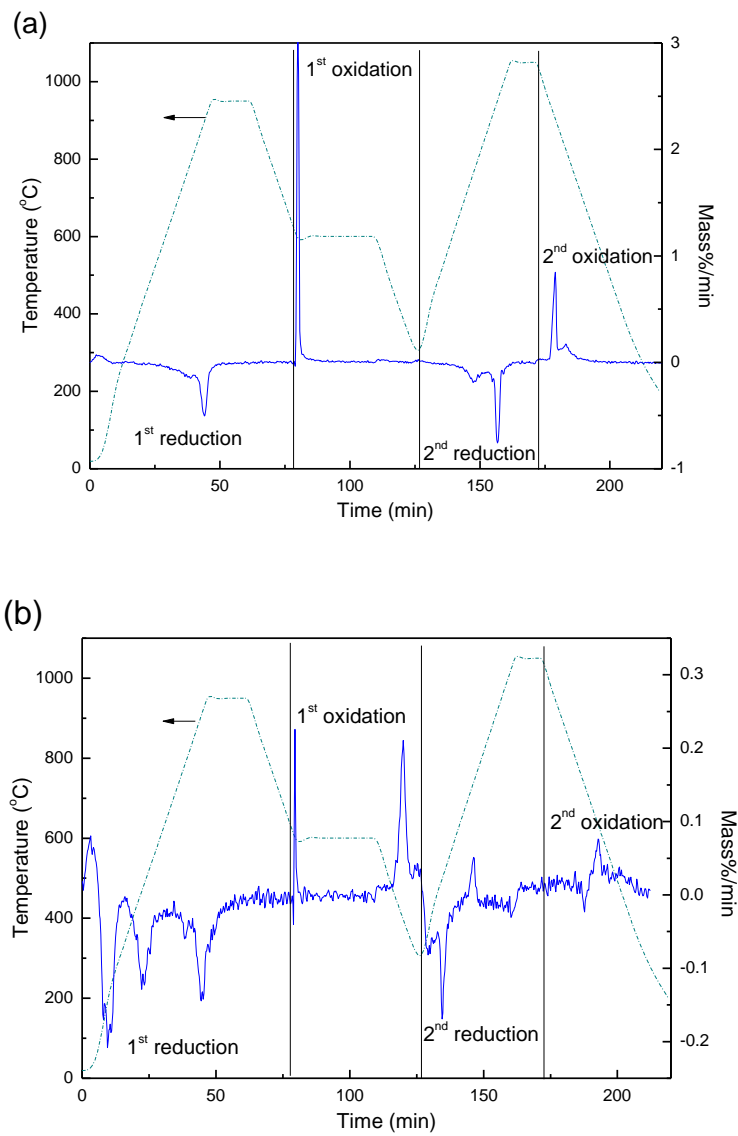 (a)
1st oxidation
2nd oxidation
1st reduction
2nd reduction
Temperature (oC)
0
200
400
600
800
1000
Mass%/min
3
2
1
0
-1
0 50 100 150 200
Time (min)
(b)
1st oxidation
2nd oxidation
1st reduction
2nd reduction
Temperature (oC)
0
200
400
600
800
1000
Mass%/min
0.3
0.2
0.1
0.0
-0.1
-0.2
0 50 100 150 200
Time (min)